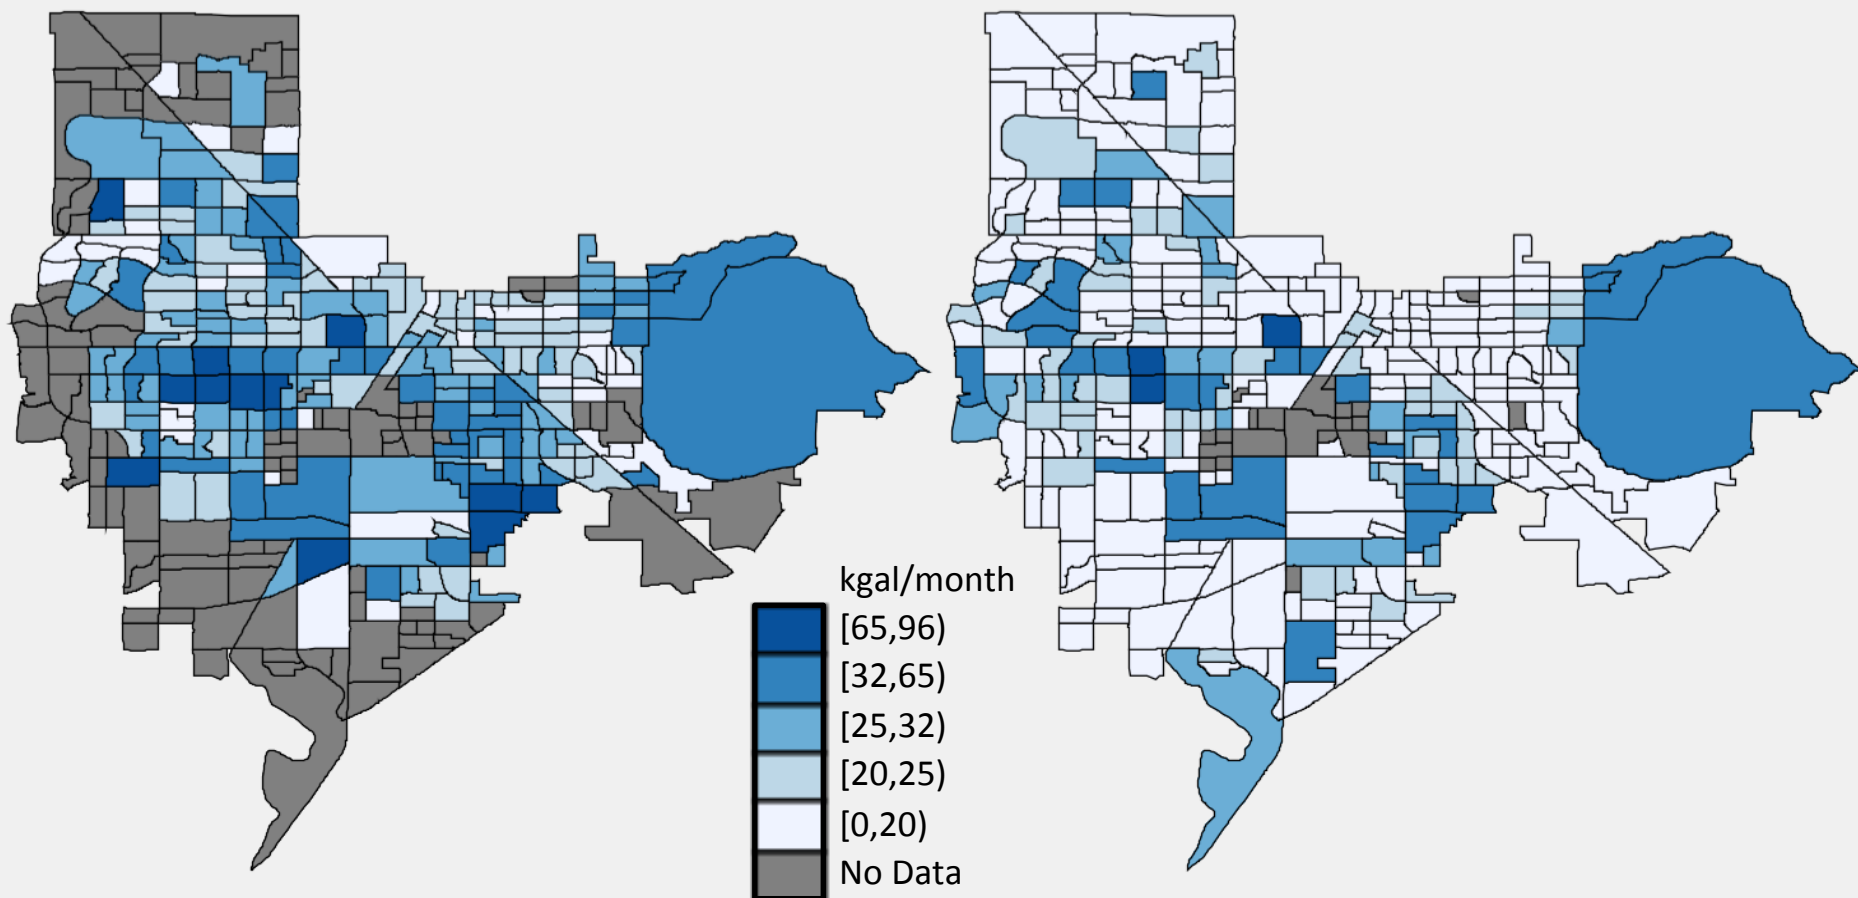 kgal/month
[65,96)
[32,65)
[25,32)
[20,25)
[0,20)
No Data